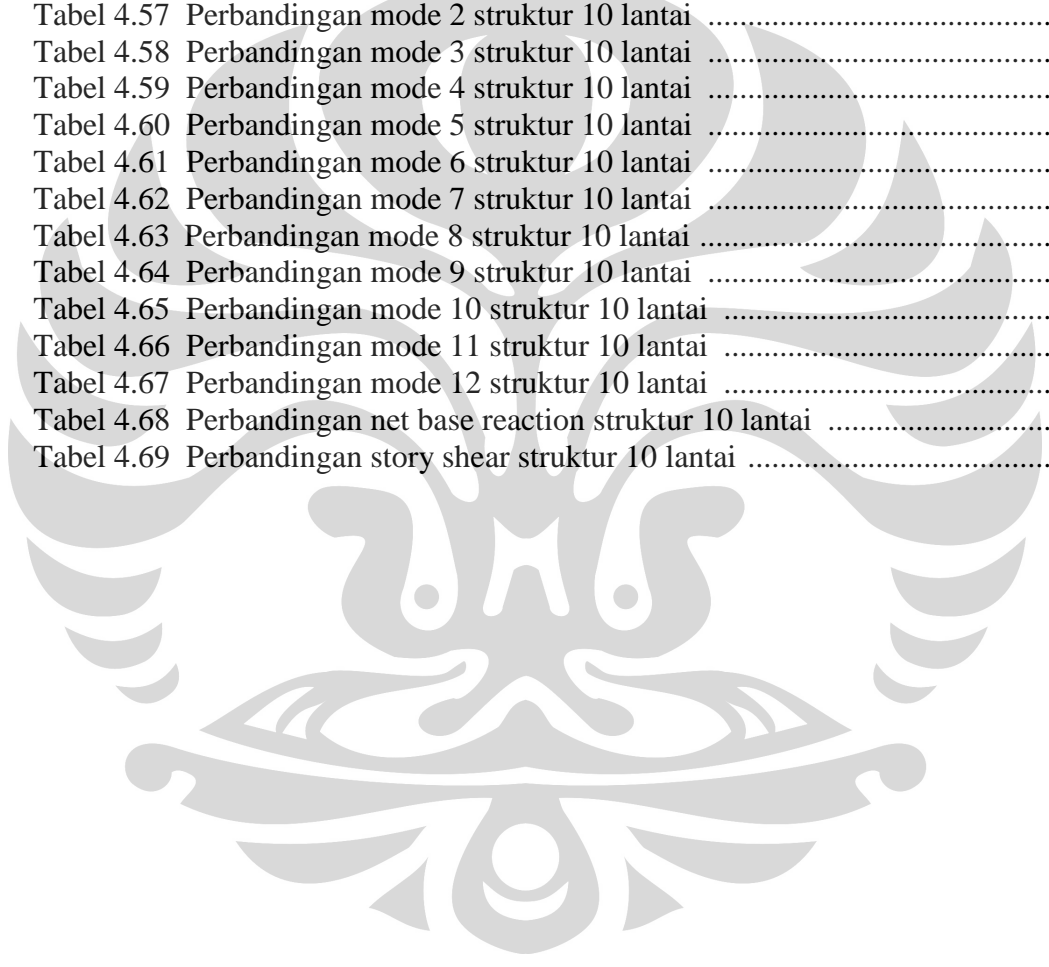 Tabel 4.57 Perbandingan mode 2 struktur 10 lantai ........................................
Tabel 4.58 Perbandingan mode 3 struktur 10 lantai ........................................
Tabel 4.59 Perbandingan mode 4 struktur 10 lantai ........................................
Tabel 4.60 Perbandingan mode 5 struktur 10 lantai ........................................
Tabel 4.61 Perbandingan mode 6 struktur 10 lantai ........................................
Tabel 4.62 Perbandingan mode 7 struktur 10 lantai ........................................
Tabel 4.63 Perbandingan mode 8 struktur 10 lantai .........................................
Tabel 4.64 Perbandingan mode 9 struktur 10 lantai ........................................
Tabel 4.65 Perbandingan mode 10 struktur 10 lantai ......................................
Tabel 4.66 Perbandingan mode 11 struktur 10 lantai ......................................
Tabel 4.67 Perbandingan mode 12 struktur 10 lantai ......................................
Tabel 4.68 Perbandingan net base reaction struktur 10 lantai ..........................
Tabel 4.69 Perbandingan story shear struktur 10 lantai ...................................